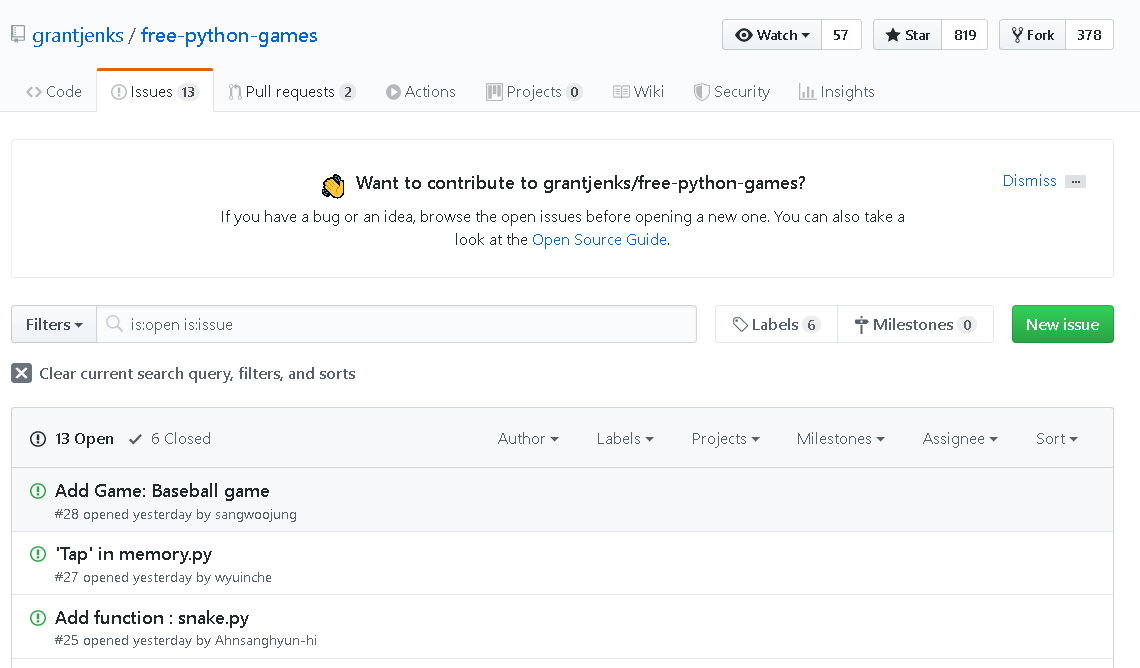 grantjenks / free-python-games
Watch 57 Star 819 Fork 378
Code Issues 13 Pull requests 2 Actions Projects 0 Wiki Security Insights
Want to contribute to grantjenks/free-python-games?
Dismiss ...
If you have a bug or an idea, browse the open issues before opening a new one. You can also take a
look at the Open Source Guide.
Filters is:open is:issue Labels 6 Milestones 0 New issue
Clear current search query, filters, and sorts
13 Open 6 Closed Author Labels Projects Milestones Assignee Sort
Add Game: Baseball game
#28 opened yesterday by sangwoojung
'Tap' in memory.py
#27 opened yesterday by wyuinche
Add function : snake.py
#25 opened yesterday by Ahnsanghyun-hi